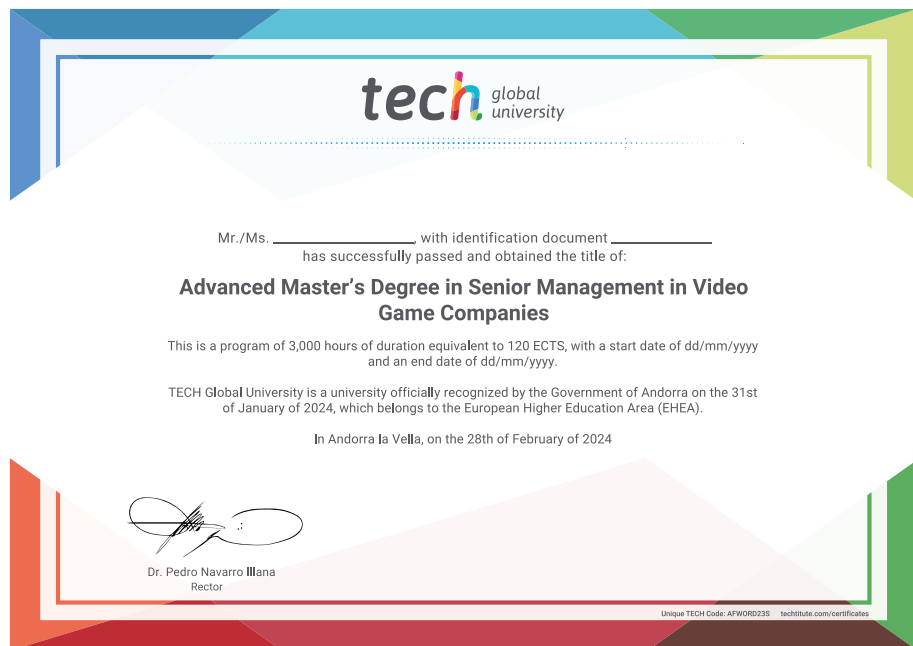 tech global university
Mr./Ms. ________________, with identification document ____________
has successfully passed and obtained the title of:
Advanced Master's Degree in Senior Management in Video
Game Companies
This is a program of 3,000 hours of duration equivalent to 120 ECTS, with a start date of dd/mm/yyyy
and an end date of dd/mm/yyyy.
TECH Global University is a university officially recognized by the Government of Andorra on the 31st
of January of 2024, which belongs to the European Higher Education Area (EHEA).
In Andorra la Vella, on the 28th of February of 2024
Dr. Pedro Navarro Illana
Rector
Unique TECH Code: AFWORD23S techtitute.com/certificates